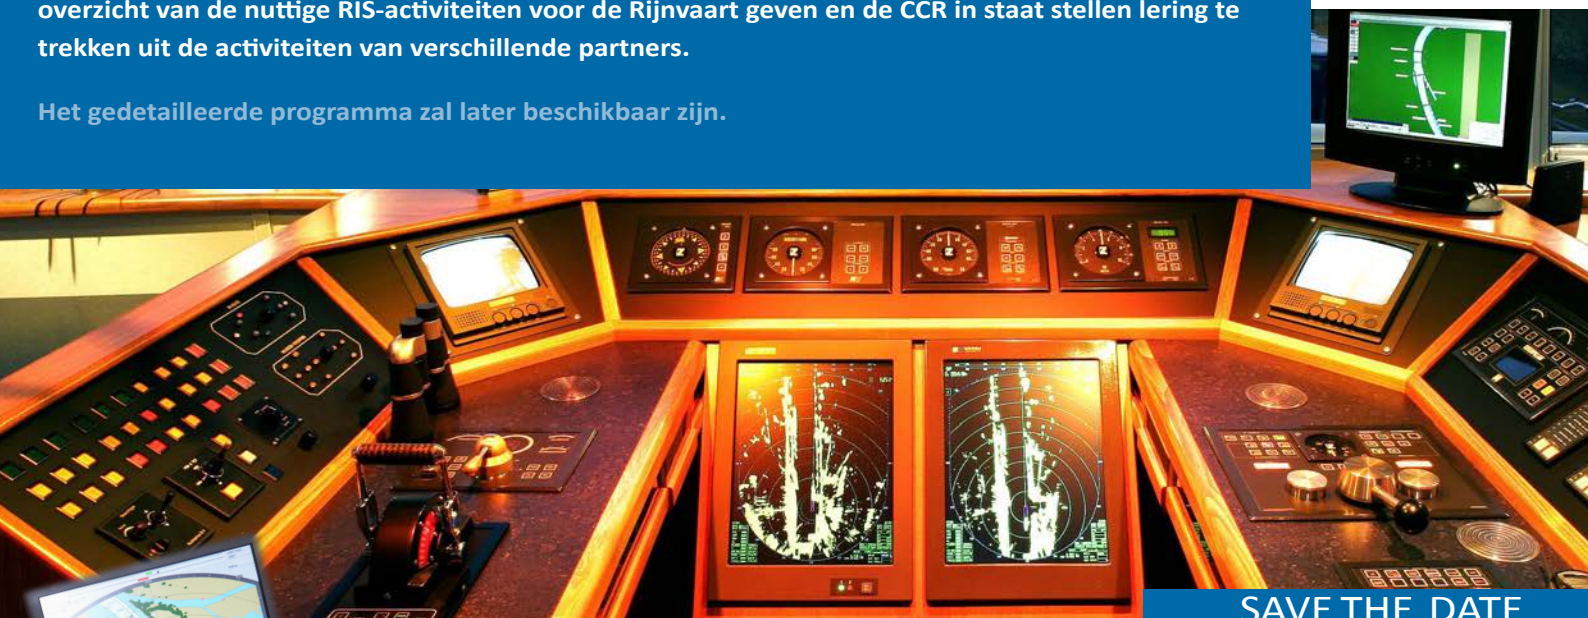 overzicht van de nuttige RIS-activiteiten voor de Rijnvaart geven en de CCR in staat stellen lering te
trekken uit de activiteiten van verschillende partners.
Het gedetailleerde programma zal later beschikbaar zijn.
SAVE THE DATE